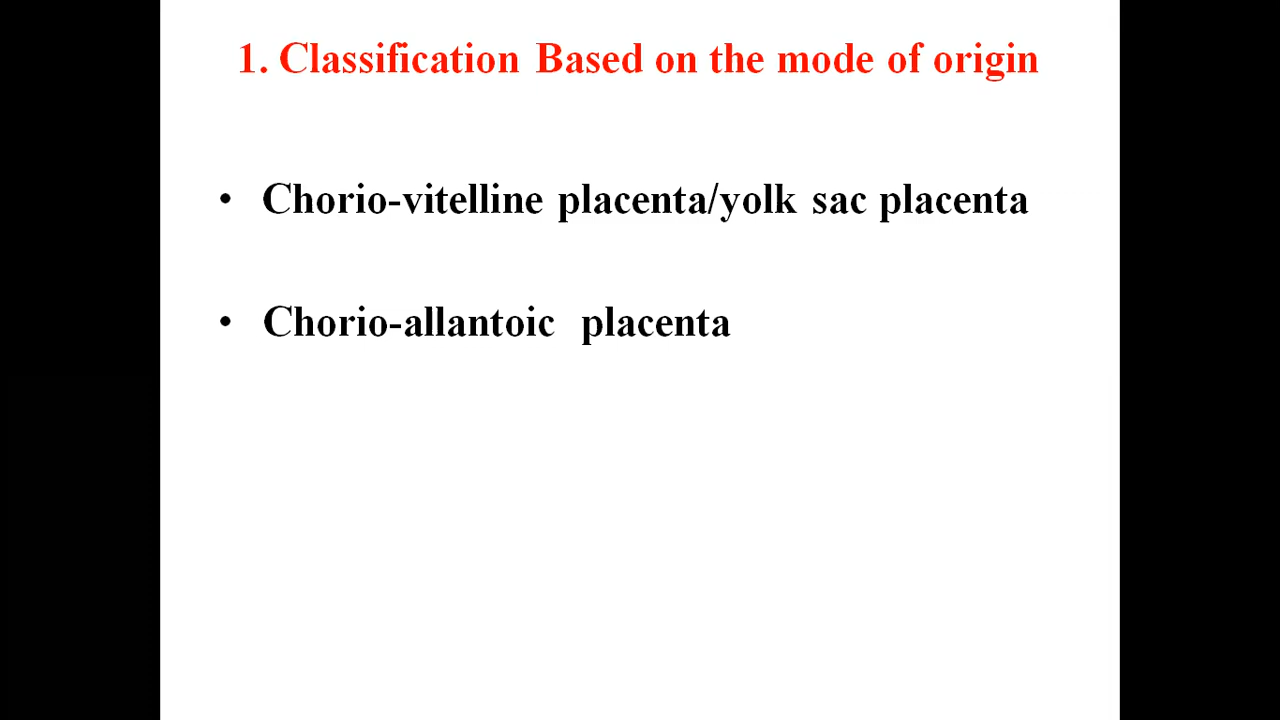 1. Classification Based on the mode of origin
• Chorio-vitelline placenta/yolk sac placenta
• Chorio-allantoic placenta